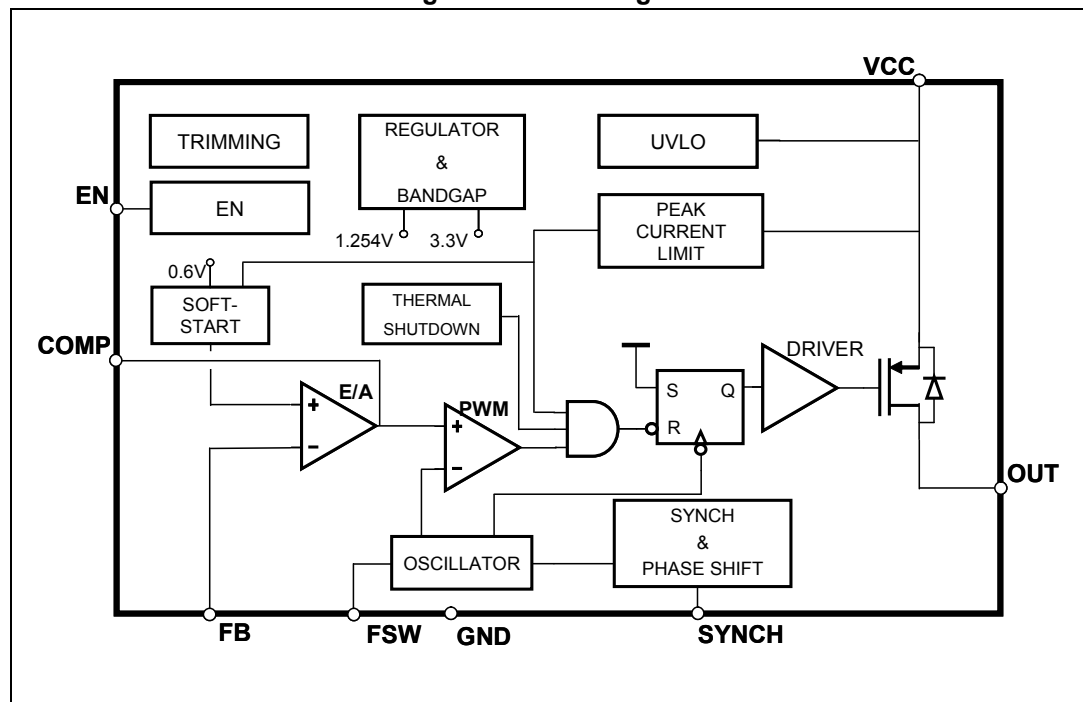 VCC
TRIMMING
REGULATOR
&
BANDGAP
UVLO
EN
EN
PEAK
CURRENT
LIMIT
1.254V
3.3V
0.6V
SOFT-
START
THERMAL
SHUTDOWN
COMP
DRIVER
E/A
+
−
PWM
+
−
S
Q
R
OUT
SYNCH
&
PHASE SHIFT
OSCILLATOR
FB
FSW
GND
SYNCH